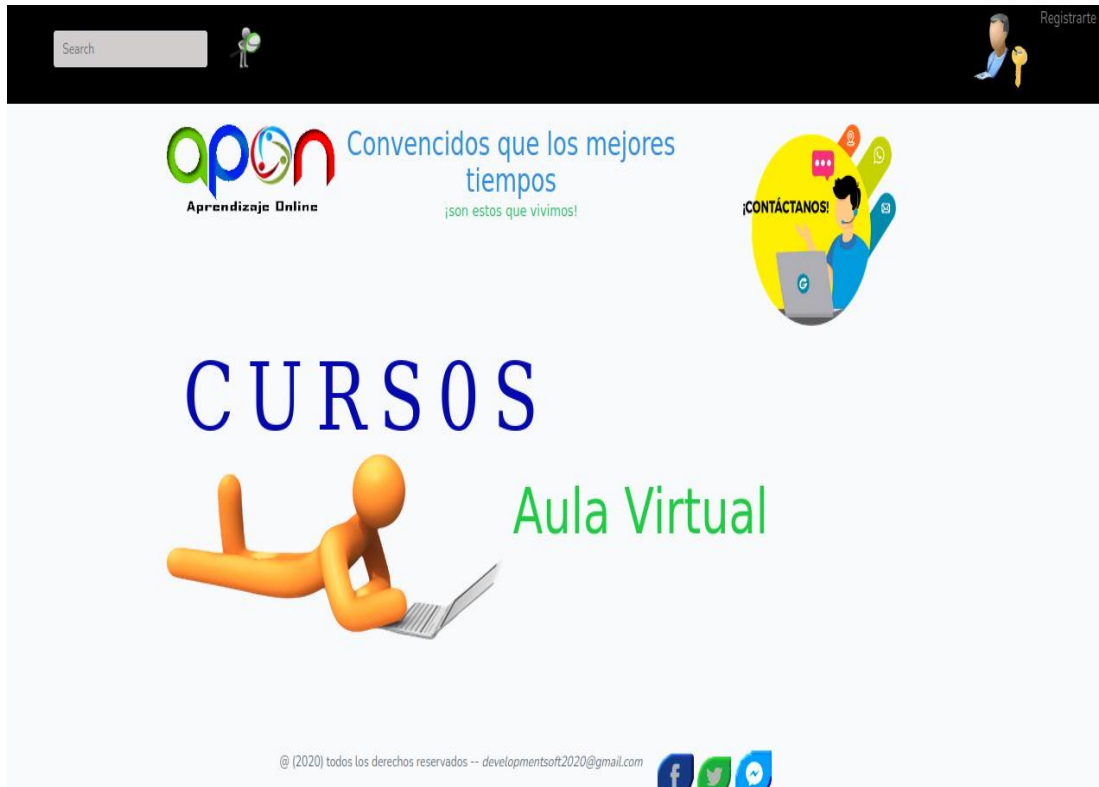 Search
Registrarte
apon
Aprendizaje Online
Convencidos que los mejores
tiempos
¡son estos que vivimos!
¡CONTÁCTANOS!
G
CURS0S
Aula Virtual
@ (2020) todos los derechos reservados -- developmentsoft2020@gmail.com
f